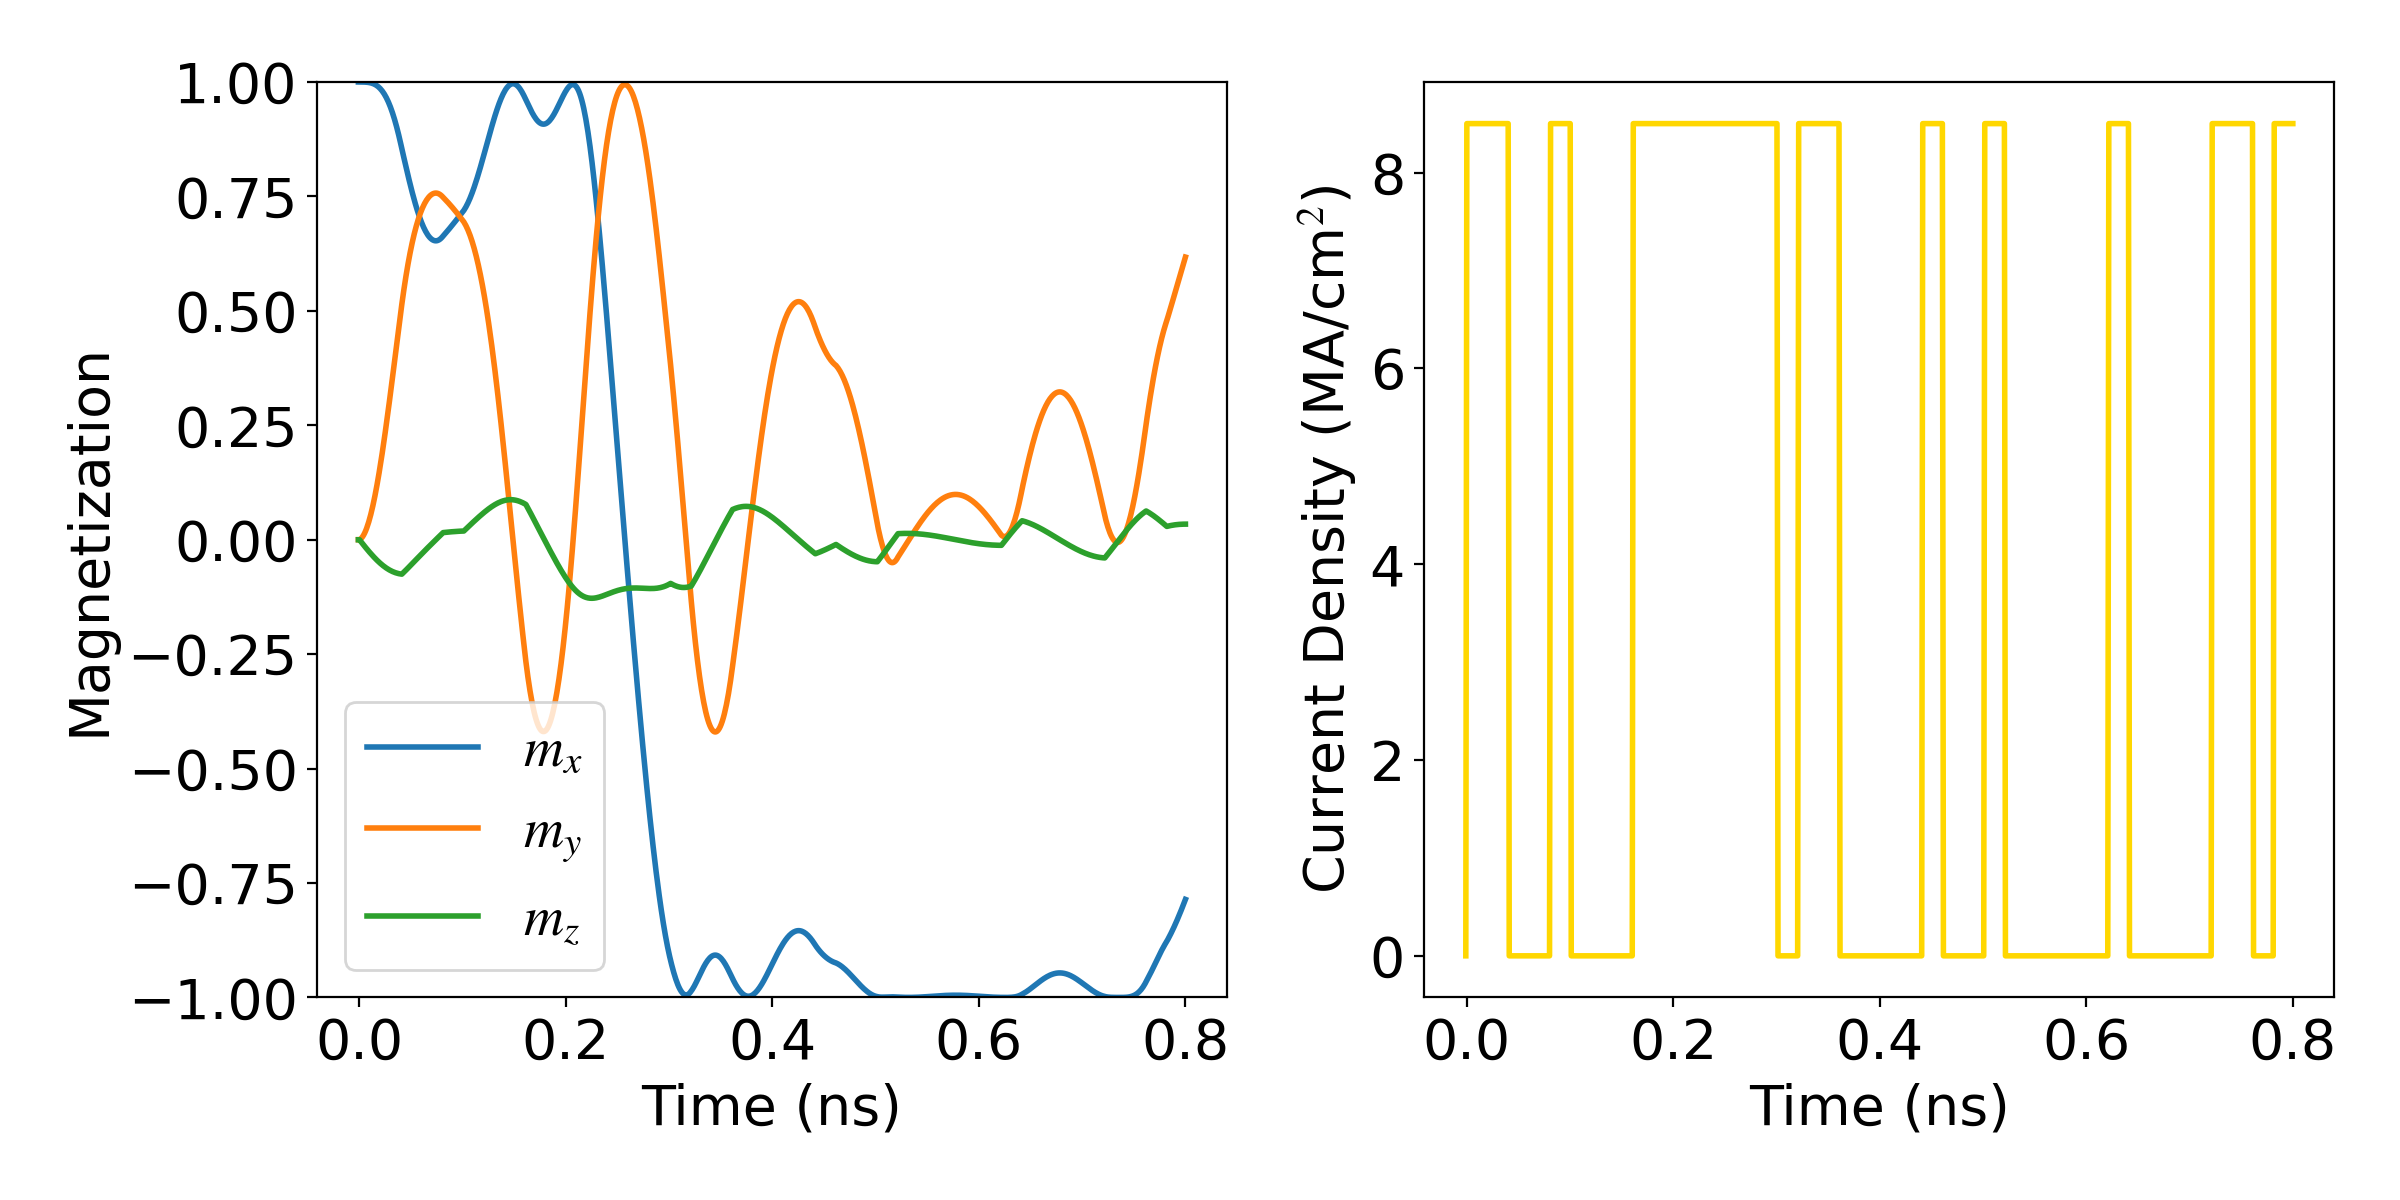 Magnetization
1.00
0.75
0.50
0.25
0.00
−0.25
−0.50
−0.75
−1.00
m_x
m_y
m_z
0.0 0.2 0.4 0.6 0.8
Time (ns)
Current Density (MA/cm²)
8
6
4
2
0
0.0 0.2 0.4 0.6 0.8
Time (ns)